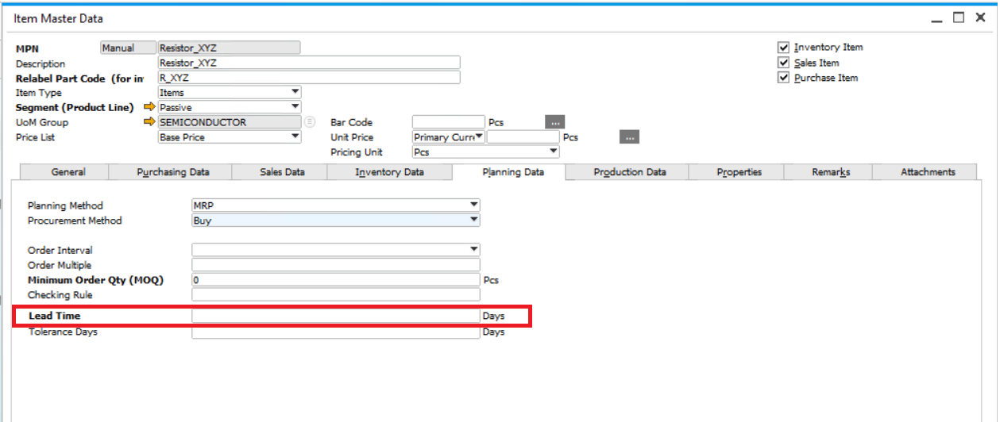 Item Master Data
MPN Manual Resistor_XYZ
Description Resistor_XYZ
Relabel Part Code (for in R_XYZ
Item Type Items
Segment (Product Line) Passive
UoM Group SEMICONDUCTOR
Price List Base Price
Bar Code Pcs ...
Unit Price Primary Curre Pcs ...
Pricing Unit Pcs
Inventory Item
Sales Item
Purchase Item
General Purchasing Data Sales Data Inventory Data Planning Data Production Data Properties Remarks Attachments
Planning Method MRP
Procurement Method Buy
Order Interval
Order Multiple
Minimum Order Qty (MOQ) 0 Pcs
Checking Rule
Lead Time Days
Tolerance Days Days